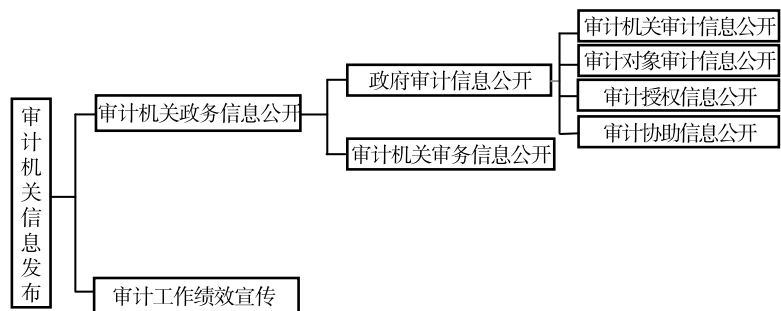 审计机关信息发布
审计机关政务信息公开
审计工作绩效宣传
政府审计信息公开
审计机关审务信息公开
审计机关审计信息公开
审计对象审计信息公开
审计授权信息公开
审计协助信息公开